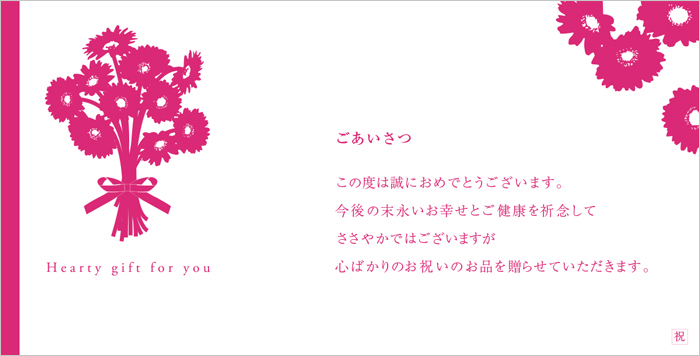 Hearty gift for you
ごあいさつ
この度は誠におめでとうございます。
今後の末永いお幸せとご健康を祈念して
ささやかではございますが
心ばかりのお祝いのお品を贈らせていただきます。
祝